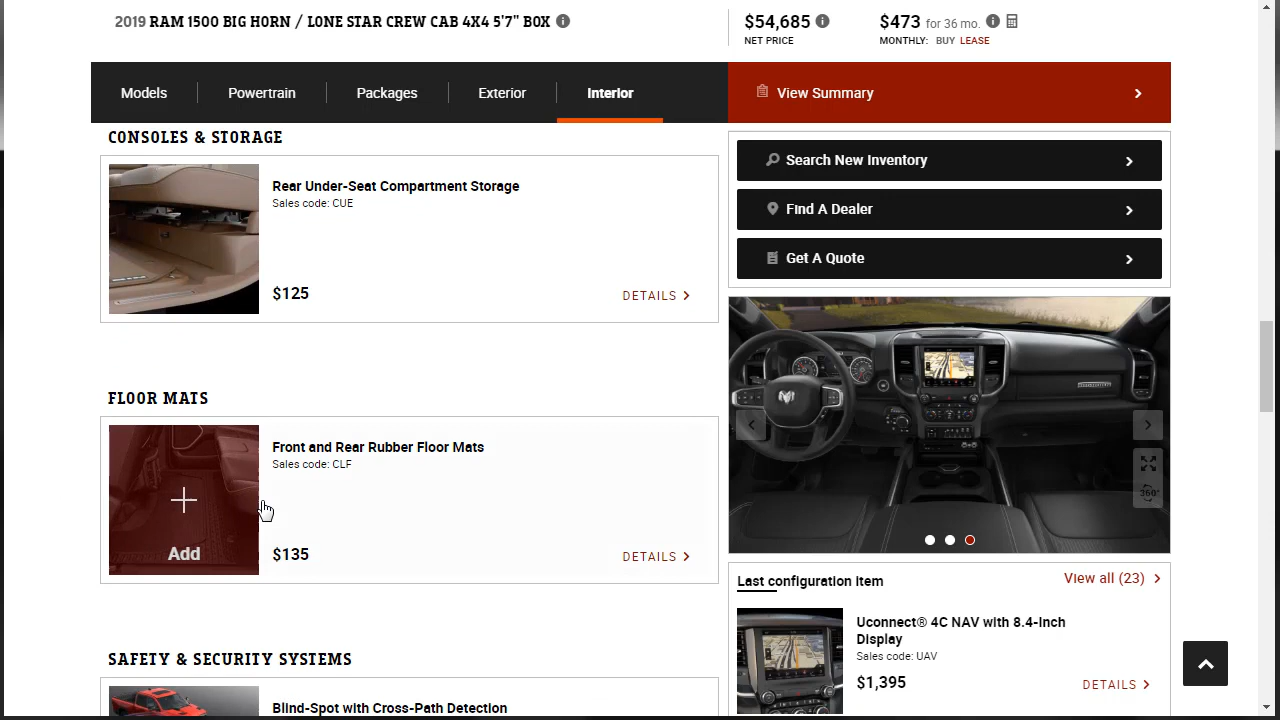 2019 RAM 1500 BIG HORN / LONE STAR CREW CAB 4X4 5'7" BOX
$54,685
NET PRICE
$473 for 36 mo.
MONTHLY: BUY LEASE
Models
Powertrain
Packages
Exterior
Interior
View Summary
CONSOLES & STORAGE
Rear Under-Seat Compartment Storage
Sales code: CUE
$125
DETAILS
FLOOR MATS
Front and Rear Rubber Floor Mats
Sales code: CLF
Add
$135
DETAILS
SAFETY & SECURITY SYSTEMS
Blind-Spot with Cross-Path Detection
Search New Inventory
Find A Dealer
Get A Quote
360°
Last configuration item
View all (23)
Uconnect® 4C NAV with 8.4-Inch
Display
Sales code: UAV
$1,395
DETAILS